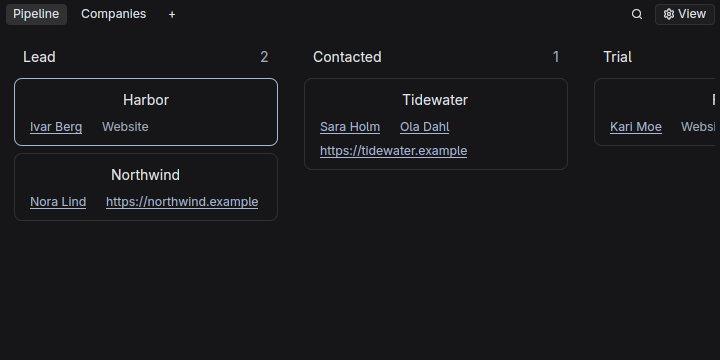 Pipeline Companies + View
Lead 2
Harbor
Ivar Berg Website
Northwind
Nora Lind https://northwind.example
Contacted 1
Tidewater
Sara Holm Ola Dahl
https://tidewater.example
Trial
Kari Moe